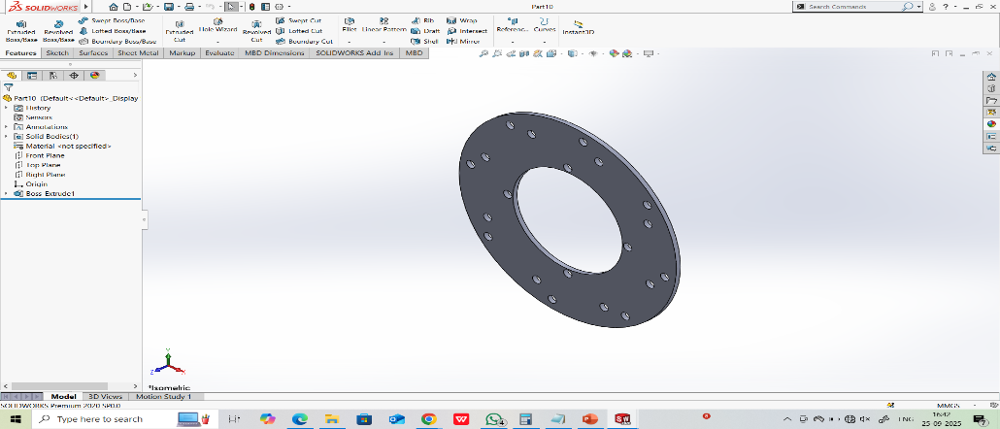 SOLIDWORKS
Part10
Search Commands
Extruded Boss/Base
Revolved Boss/Base
Swept Boss/Base
Lofted Boss/Base
Boundary Boss/Base
Extruded Cut
Hole Wizard
Revolved Cut
Swept Cut
Lofted Cut
Boundary Cut
Fillet
Linear Pattern
Rib
Draft
Shell
Wrap
Intersect
Mirror
Referenc...
Curves
Instant3D
Features Sketch Surfaces Sheet Metal Markup Evaluate MBD Dimensions SOLIDWORKS Add-Ins MBD
Part10 (Default<<Default>_Display
History
Sensors
Annotations
Solid Bodies(1)
Material <not specified>
Front Plane
Top Plane
Right Plane
Origin
Boss-Extrude1
Y
Z
X
*Isometric
Model 3D Views Motion Study 1
SOLIDWORKS Premium 2020 SP0.0
MMGS
Type here to search
4
SW
ENG
16:42
25-09-2025
7